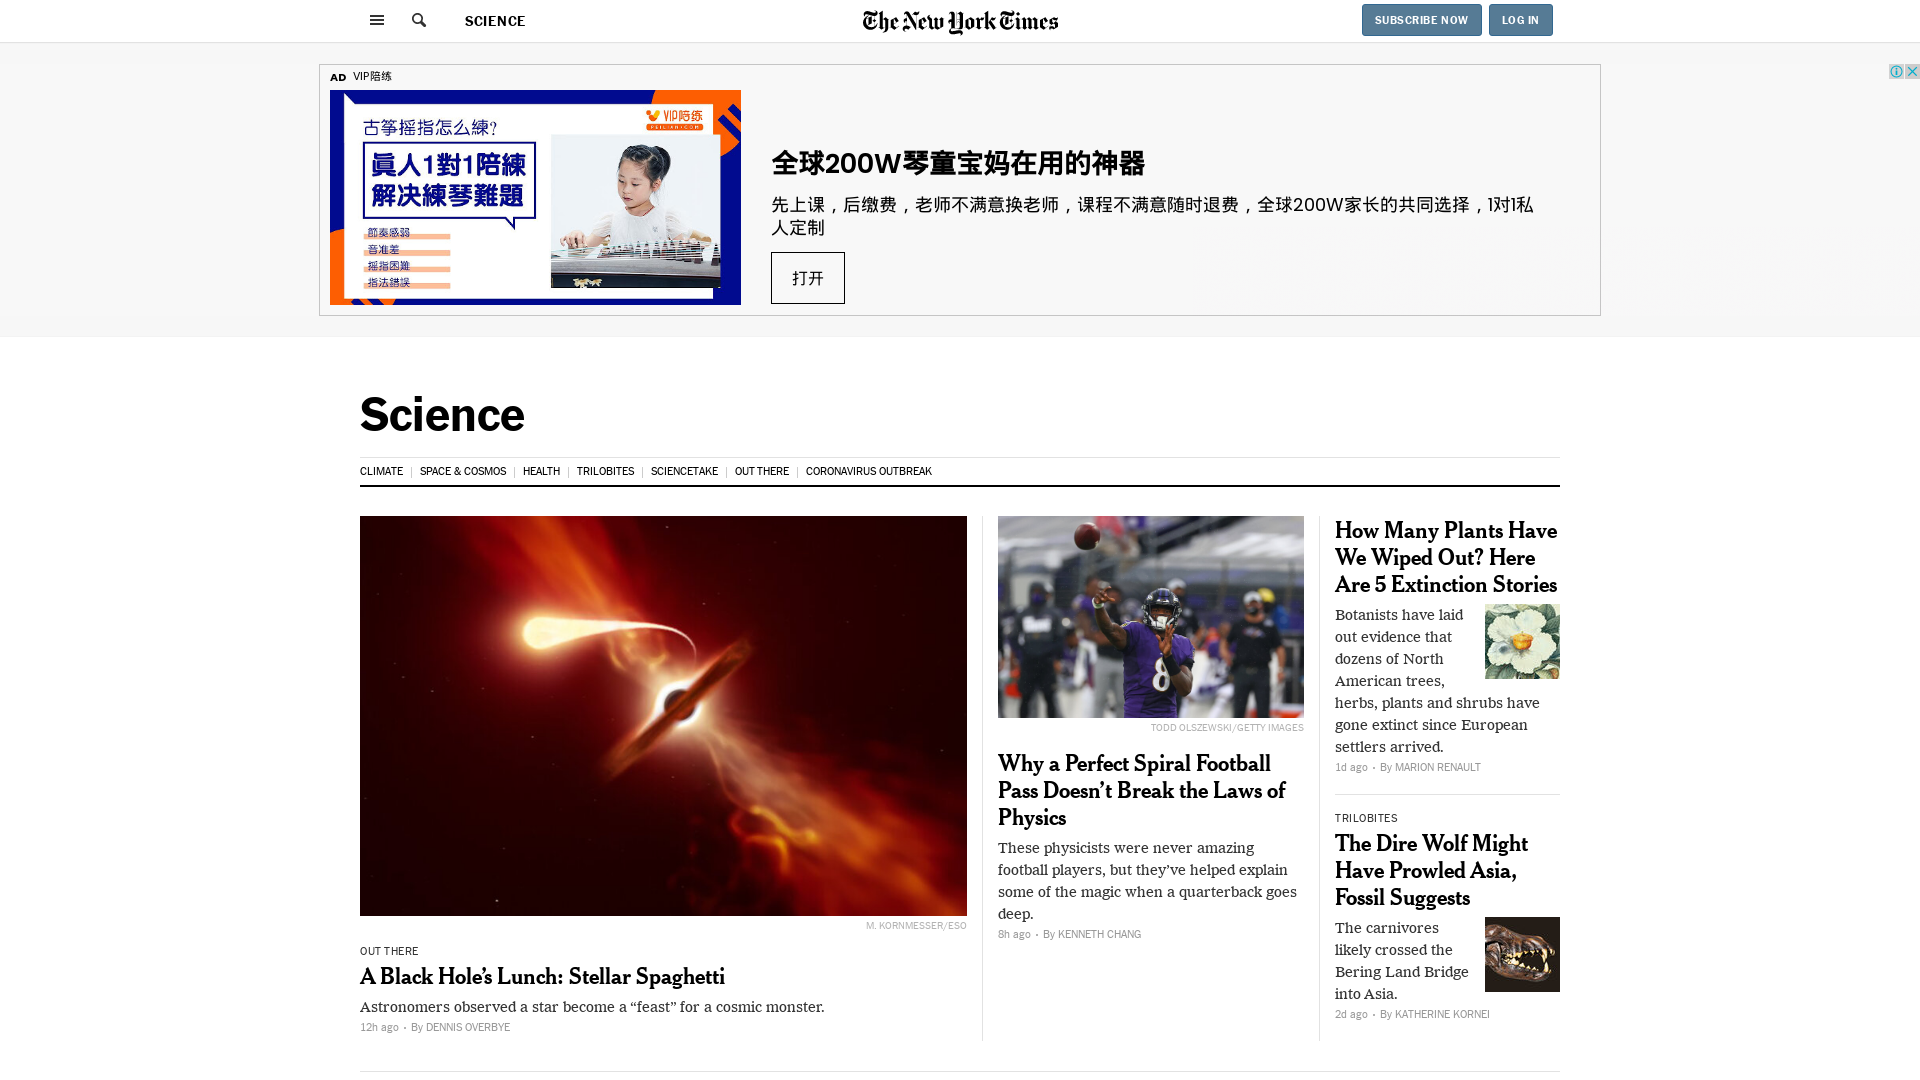 SCIENCE
The New York Times
SUBSCRIBE NOW
LOG IN
AD VIP陪练
古筝摇指怎么練?
VIP陪练
PEILIAN.COM
眞人1對1陪練
解决練琴難題
節奏感弱
音准差
摇指困難
指法錯誤
全球200W琴童宝妈在用的神器
先上课，后缴费，老师不满意换老师，课程不满意随时退费，全球200W家长的共同选择，1对1私
人定制
打开
Science
CLIMATE
SPACE & COSMOS
HEALTH
TRILOBITES
SCIENCETAKE
OUT THERE
CORONAVIRUS OUTBREAK
M. KORNMESSER/ESO
OUT THERE
A Black Hole’s Lunch: Stellar Spaghetti
Astronomers observed a star become a “feast” for a cosmic monster.
12h ago • By DENNIS OVERBYE
8
TODD OLSZEWSKI/GETTY IMAGES
Why a Perfect Spiral Football
Pass Doesn’t Break the Laws of
Physics
These physicists were never amazing
football players, but they’ve helped explain
some of the magic when a quarterback goes
deep.
8h ago • By KENNETH CHANG
How Many Plants Have
We Wiped Out? Here
Are 5 Extinction Stories
Botanists have laid
out evidence that
dozens of North
American trees,
herbs, plants and shrubs have
gone extinct since European
settlers arrived.
1d ago • By MARION RENAULT
TRILOBITES
The Dire Wolf Might
Have Prowled Asia,
Fossil Suggests
The carnivores
likely crossed the
Bering Land Bridge
into Asia.
2d ago • By KATHERINE KORNEI